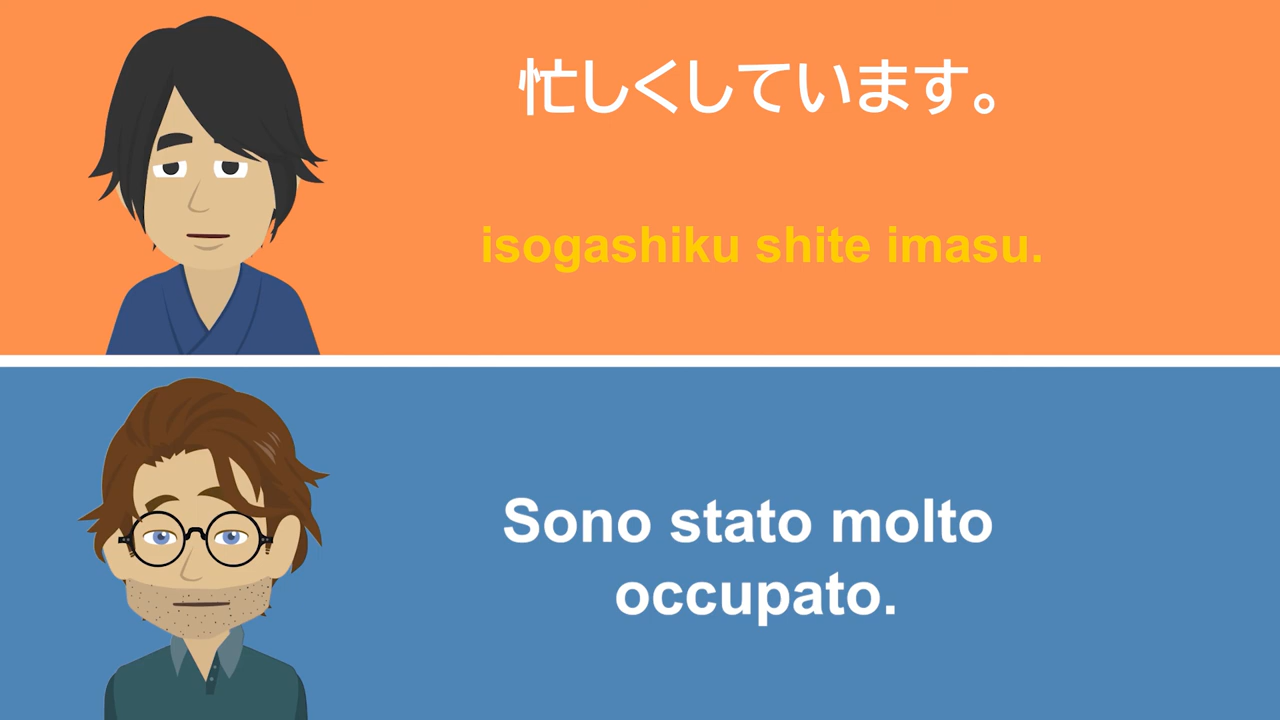 忙しくしています。
isogashiku shite imasu.
Sono stato molto
occupato.